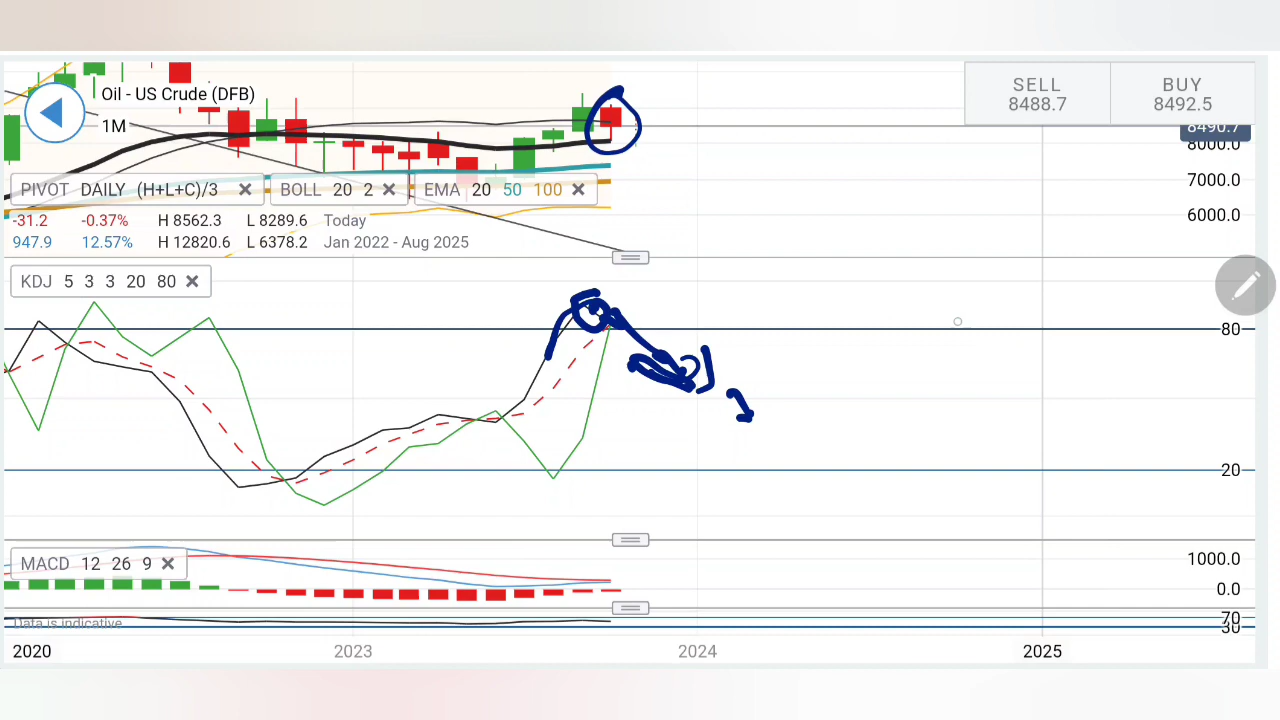 Oil - US Crude (DFB)
1M
SELL
8488.7
BUY
8492.5
8490.7
8000.0
7000.0
6000.0
PIVOT DAILY (H+L+C)/3
BOLL 20 2
EMA 20 50 100
-31.2 -0.37% H 8562.3 L 8289.6 Today
947.9 12.57% H 12820.6 L 6378.2 Jan 2022 - Aug 2025
KDJ 5 3 3 20 80
80
20
MACD 12 26 9
1000.0
0.0
70
30
Data is indicative
2020 2023 2024 2025